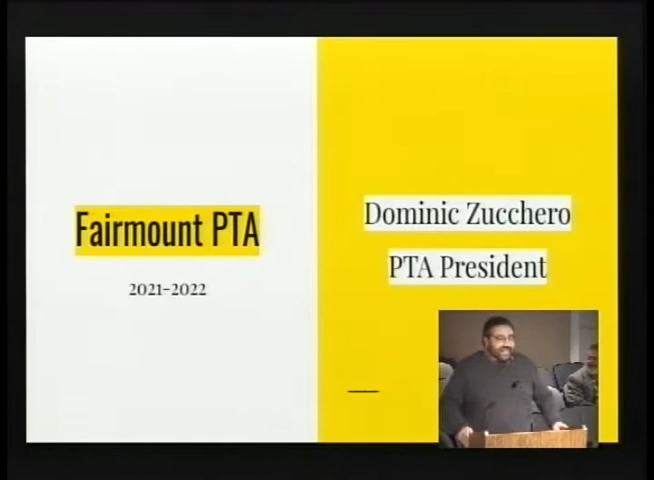 Fairmount PTA
2021-2022
Dominic Zucchero
PTA President